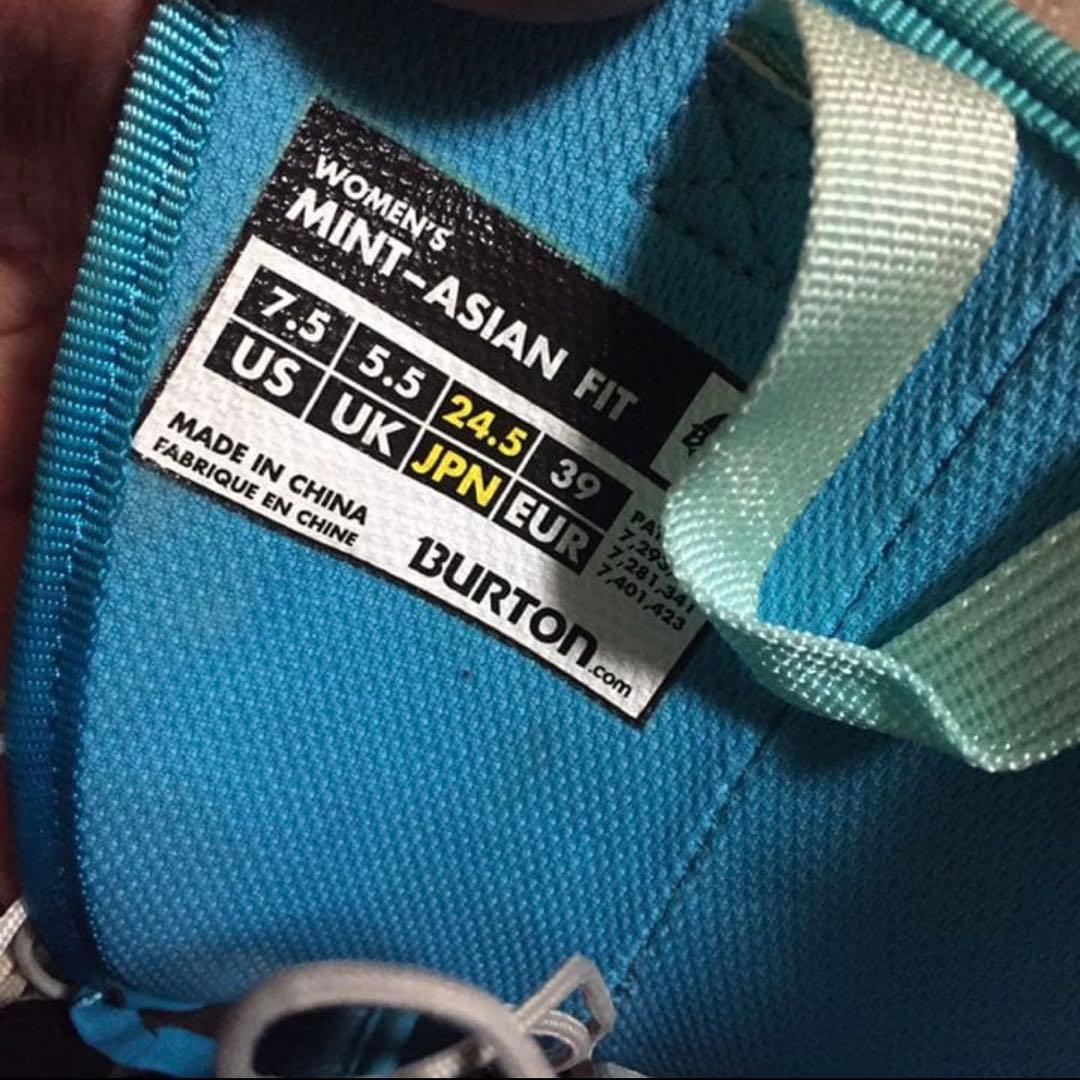 WOMEN'S
MINT-ASIAN FIT
7.5 5.5 24.5 39
US UK JPN EUR
MADE IN CHINA
FABRIQUE EN CHINE
BURTON.com
7,281,341
7,401,423